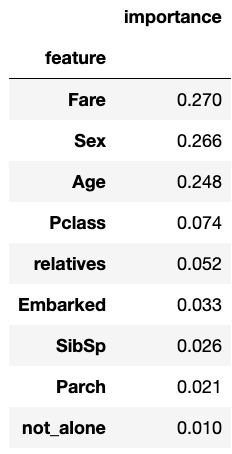 importance
feature
Fare 0.270
Sex 0.266
Age 0.248
Pclass 0.074
relatives 0.052
Embarked 0.033
SibSp 0.026
Parch 0.021
not_alone 0.010